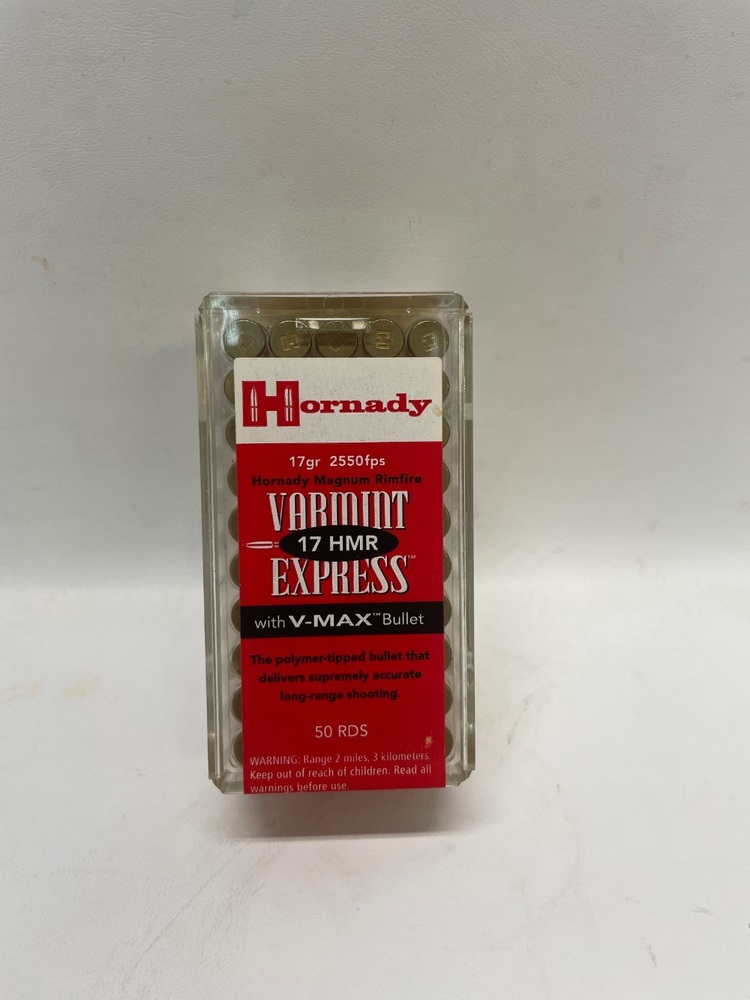 Hornady
17gr 2550fps
Hornady Magnum Rimfire
VARMINT
17 HMR
EXPRESS™
with V-MAX™ Bullet
The polymer-tipped bullet that
delivers supremely accurate
long-range shooting.
50 RDS
WARNING: Range 2 miles, 3 kilometers.
Keep out of reach of children. Read all
warnings before use.